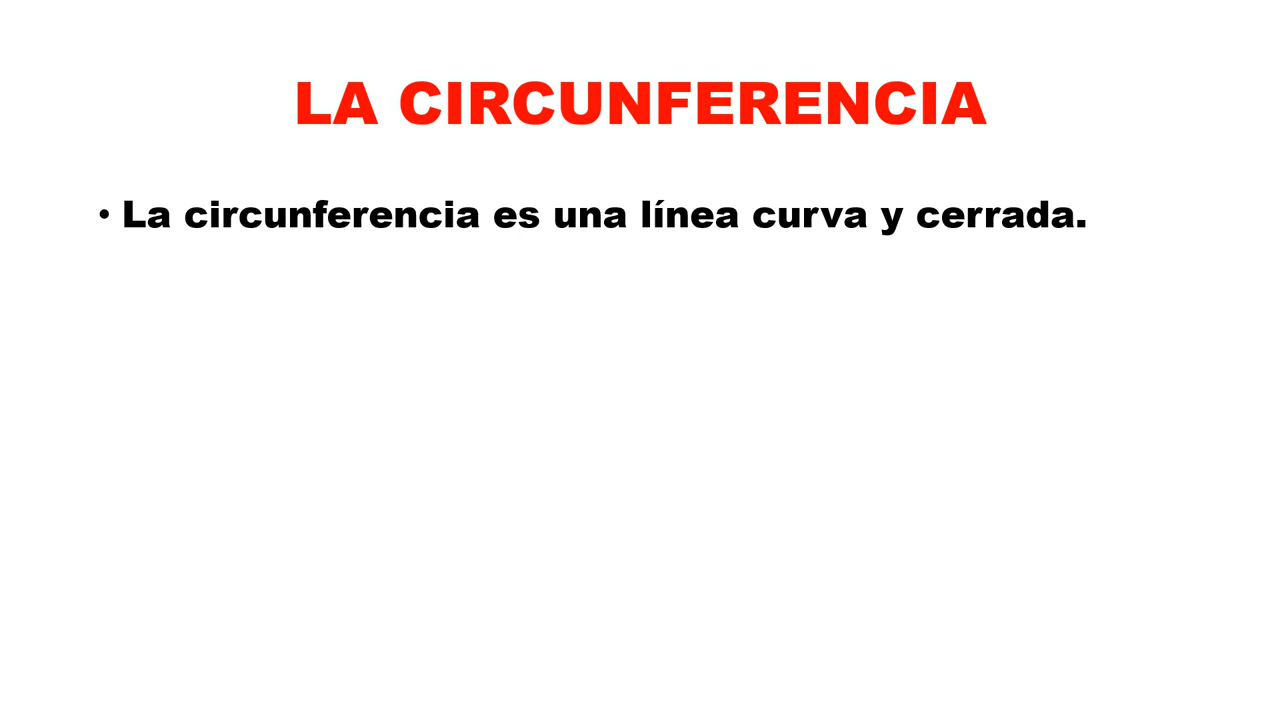 LA CIRCUNFERENCIA
• La circunferencia es una línea curva y cerrada.